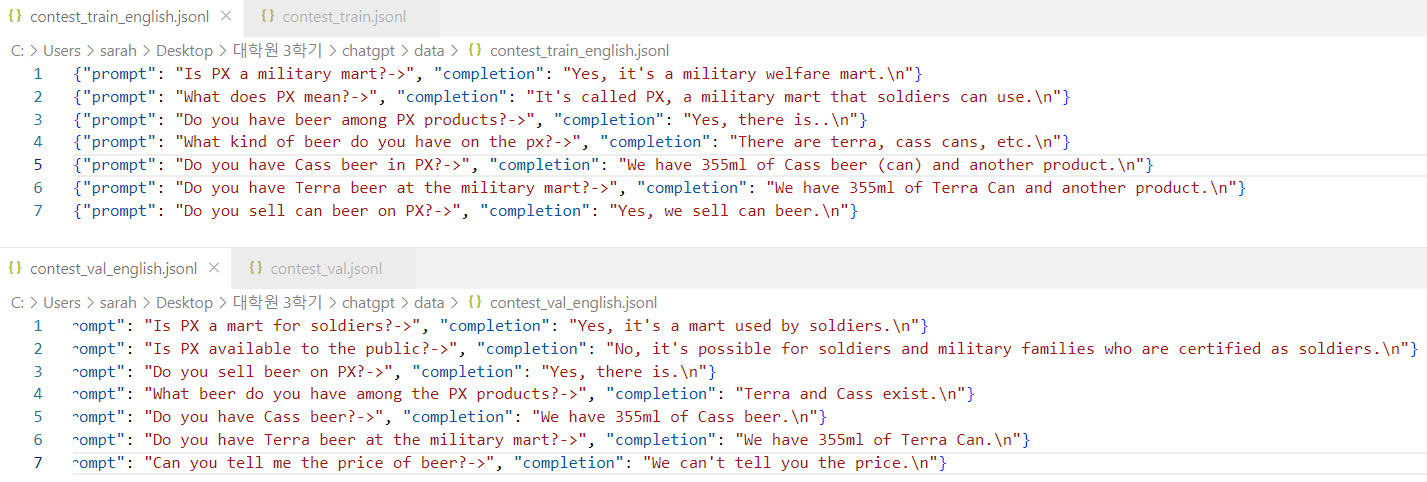 contest_train_english.jsonl × contest_train.jsonl
C: > Users > sarah > Desktop > 대학원 3학기 > chatgpt > data > contest_train_english.jsonl
1 {"prompt": "Is PX a military mart?->", "completion": "Yes, it's a military welfare mart.\n"}
2 {"prompt": "What does PX mean?->", "completion": "It's called PX, a military mart that soldiers can use.\n"}
3 {"prompt": "Do you have beer among PX products?->", "completion": "Yes, there is..\n"}
4 {"prompt": "What kind of beer do you have on the px?->", "completion": "There are terra, cass cans, etc.\n"}
5 {"prompt": "Do you have Cass beer in PX?->", "completion": "We have 355ml of Cass beer (can) and another product.\n"}
6 {"prompt": "Do you have Terra beer at the military mart?->", "completion": "We have 355ml of Terra Can and another product.\n"}
7 {"prompt": "Do you sell can beer on PX?->", "completion": "Yes, we sell can beer.\n"}
contest_val_english.jsonl × contest_val.jsonl
C: > Users > sarah > Desktop > 대학원 3학기 > chatgpt > data > contest_val_english.jsonl
1 rompt": "Is PX a mart for soldiers?->", "completion": "Yes, it's a mart used by soldiers.\n"}
2 rompt": "Is PX available to the public?->", "completion": "No, it's possible for soldiers and military families who are certified as soldiers.\n"}
3 rompt": "Do you sell beer on PX?->", "completion": "Yes, there is.\n"}
4 rompt": "What beer do you have among the PX products?->", "completion": "Terra and Cass exist.\n"}
5 rompt": "Do you have Cass beer?->", "completion": "We have 355ml of Cass beer.\n"}
6 rompt": "Do you have Terra beer at the military mart?->", "completion": "We have 355ml of Terra Can.\n"}
7 rompt": "Can you tell me the price of beer?->", "completion": "We can't tell you the price.\n"}